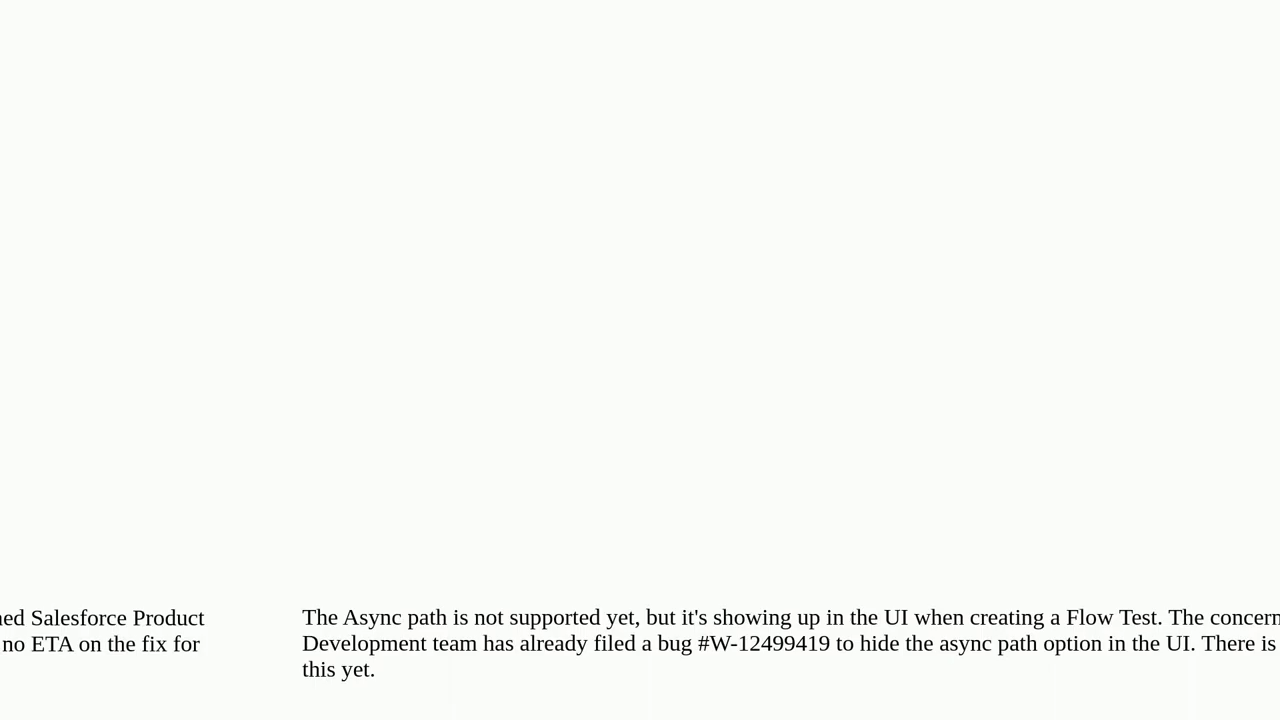 Salesforce Product
no ETA on the fix for
The Async path is not supported yet, but it's showing up in the UI when creating a Flow Test. The
Development team has already filed a bug #W-12499419 to hide the async path option in the UI. There is
this yet.